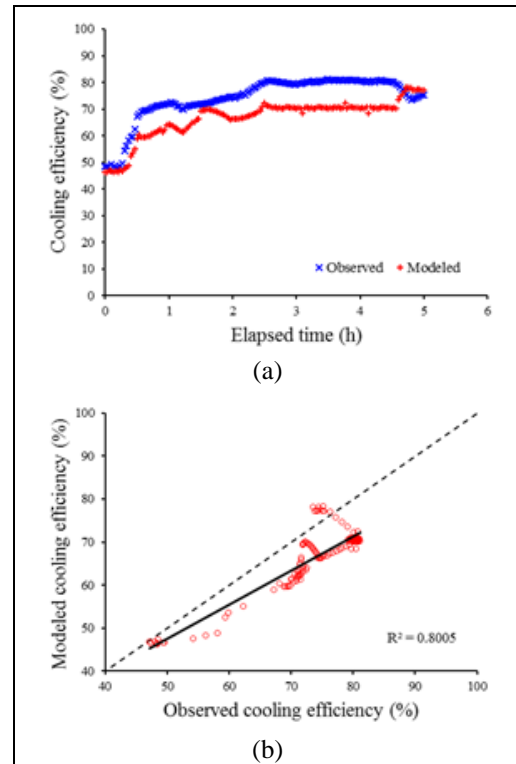 Cooling efficiency (%)
100
90
80
70
60
50
40
30
20
10
0
0 1 2 3 4 5 6
Observed Modeled
Elapsed time (h)
(a)
Modeled cooling efficiency
(%)
100
90
80
70
60
50
40
40 50 60 70 80 90 100
R² = 0.8005
Observed cooling efficiency (%)
(b)